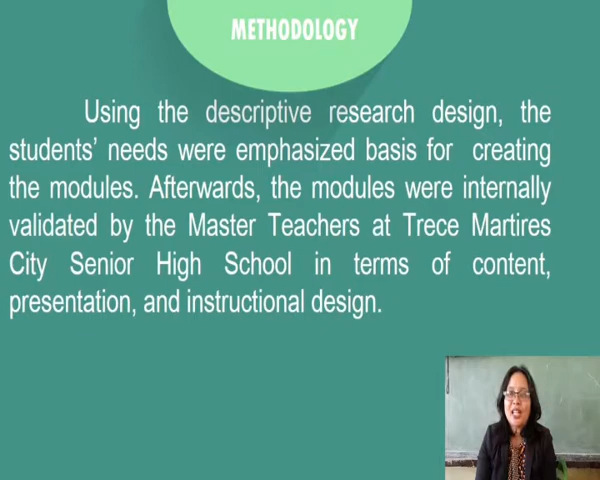 METHODOLOGY
Using the descriptive research design, the
students’ needs were emphasized basis for creating
the modules. Afterwards, the modules were internally
validated by the Master Teachers at Trece Martires
City Senior High School in terms of content,
presentation, and instructional design.